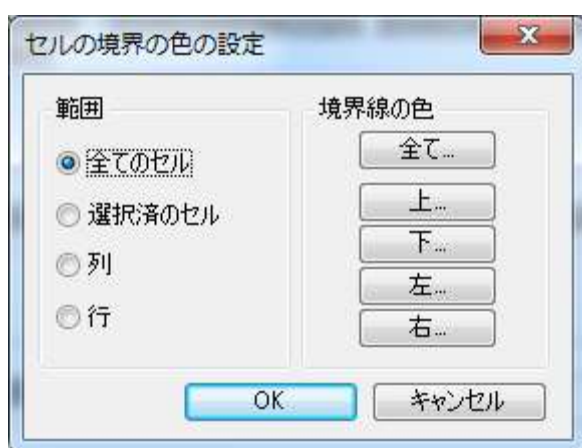 セルの境界の色の設定
範囲
全てのセル
選択済のセル
列
行
境界線の色
全て...
上...
下...
左...
右...
OK
キャンセル